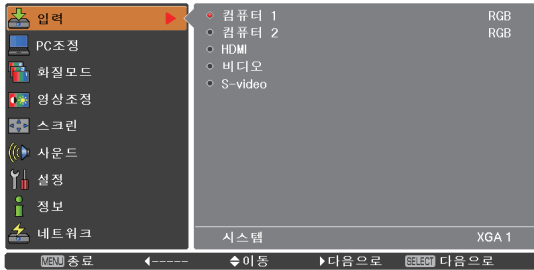 입력
PC조정
화질모드
영상조정
스크린
사운드
설정
정보
네트워크
컴퓨터 1 RGB
컴퓨터 2 RGB
HDMI
비디오
S-video
시스템 XGA 1
MENU 종료 ◀----- ◆이동 ▶다음으로 SELECT 다음으로